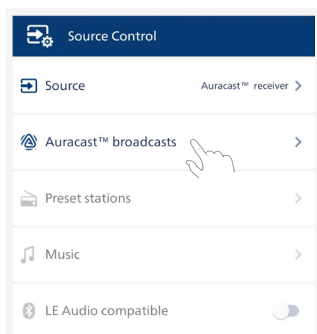 Source Control
Source Auracast™ receiver
Auracast™ broadcasts
Preset stations
Music
LE Audio compatible